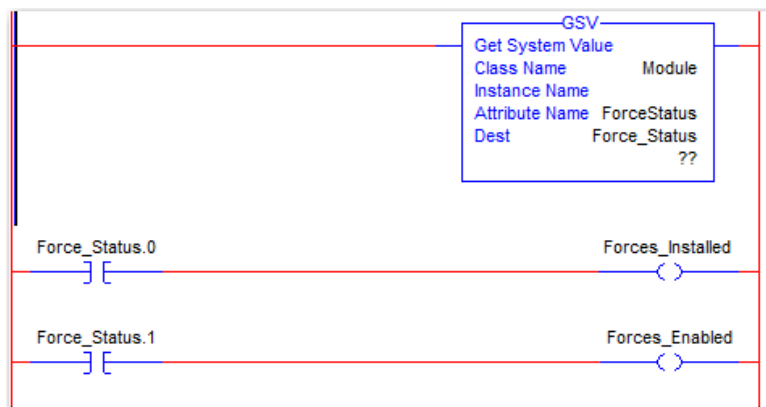 GSV
Get System Value
Class Name Module
Instance Name
Attribute Name ForceStatus
Dest Force_Status
??
Force_Status.0 Forces_Installed
Force_Status.1 Forces_Enabled